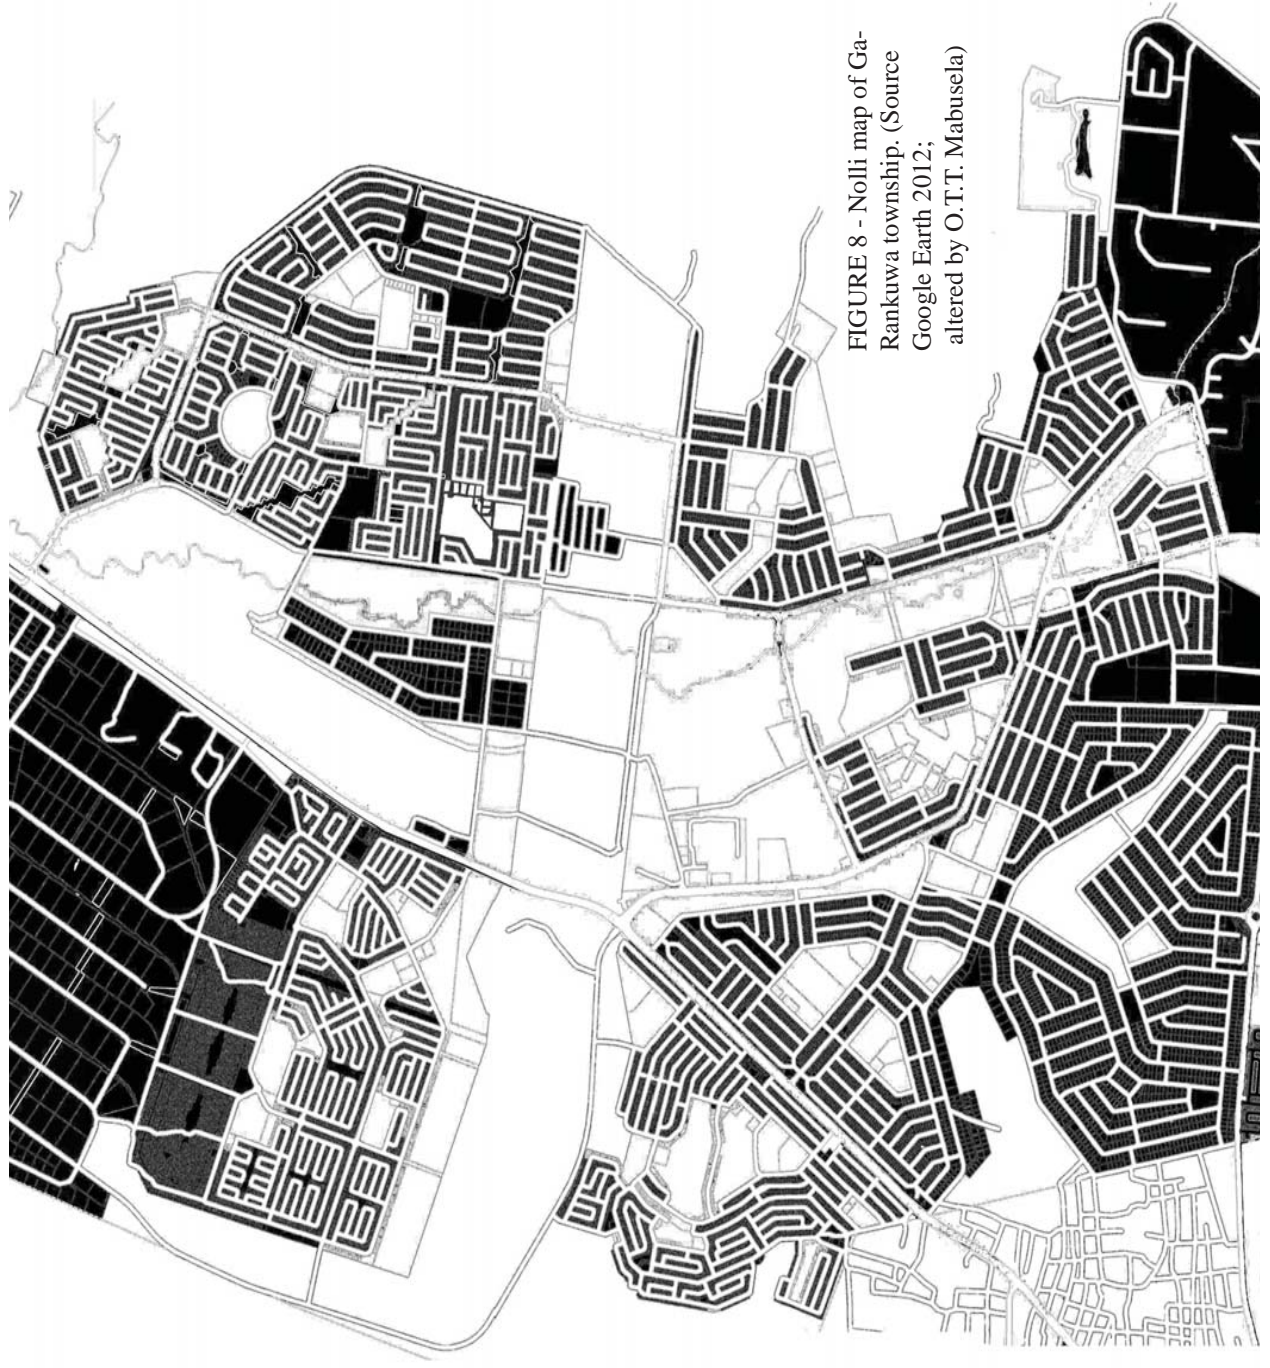 FIGURE 8 - Nolli map of Ga-
Rankuwa township. (Source
Google Earth 2012;
altered by O.T.T. Mabusela)